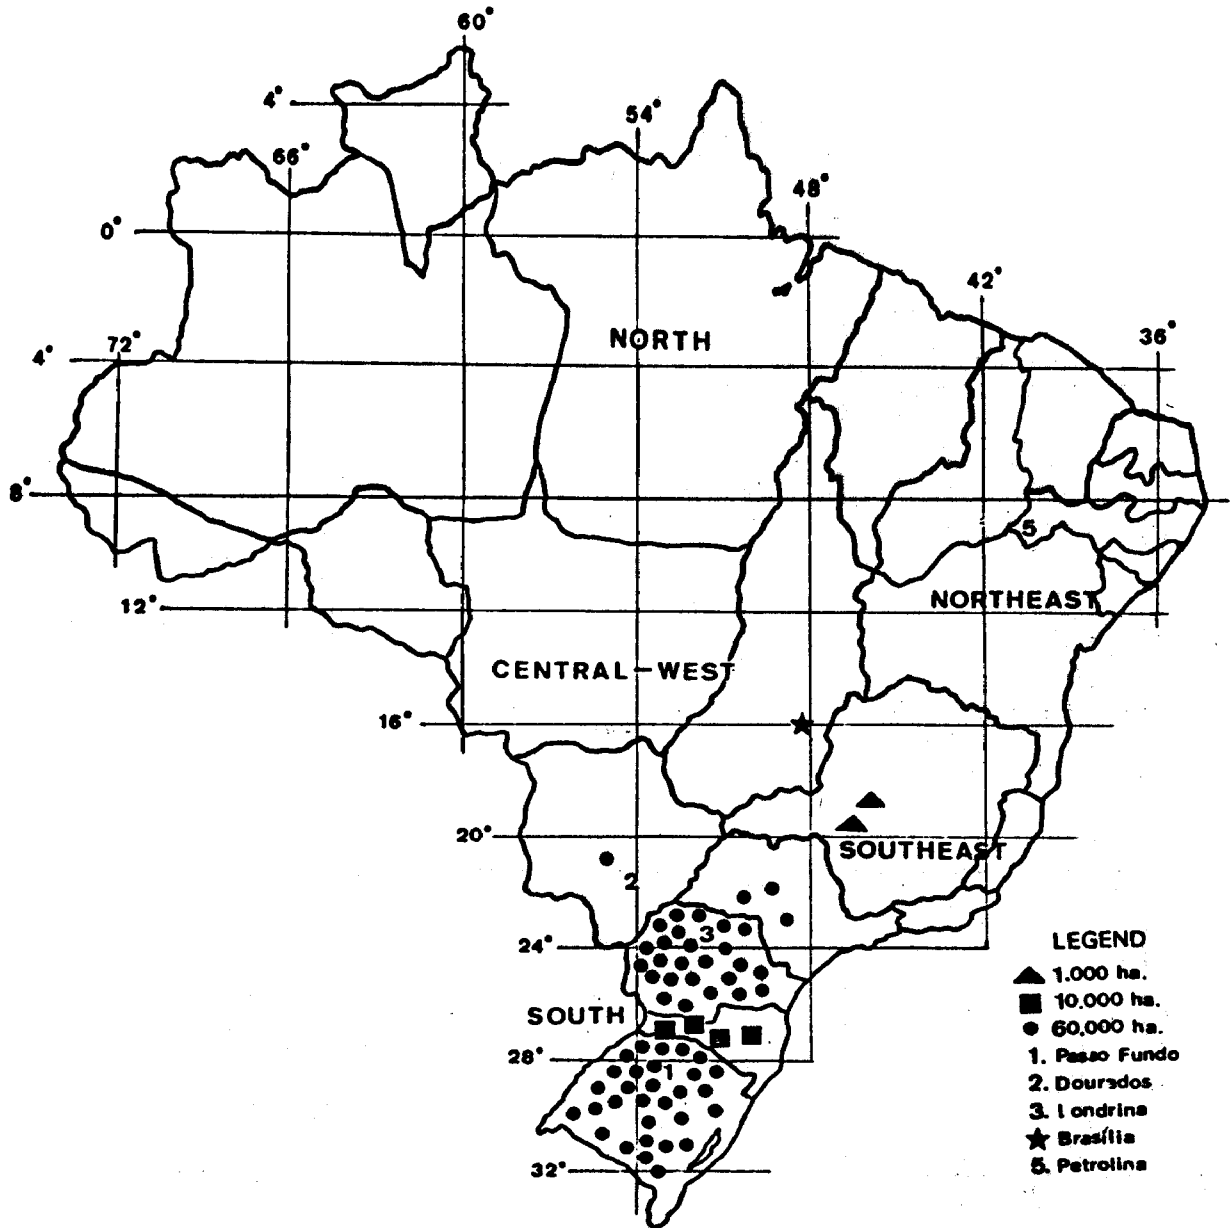 60°
4°
54°
66°
48°
0°
42°
NORTH
36°
4°
72°
8°
5
12°
NORTHEAST
CENTRAL-WEST
16°
20°
SOUTHEAST
2
3
24°
LEGEND
1.000 ha.
10.000 ha.
SOUTH
60,000 ha.
28°
1
1. Passo Fundo
2. Dourados
3. Londrina
Brasília
32°
5. Petrolina